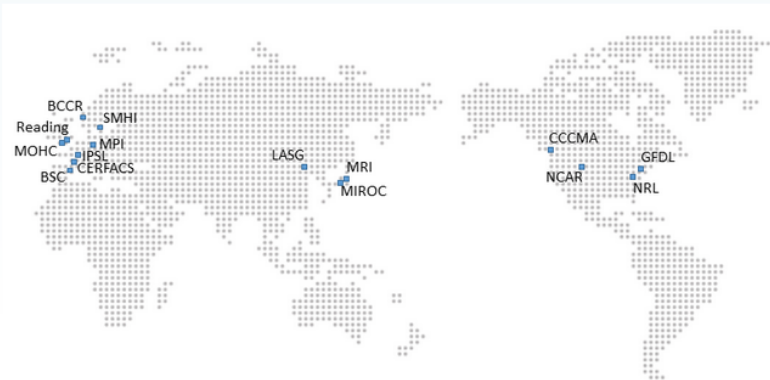 BCCR
SMHI
Reading
MOHC
MPI
IPSL
CERFACS
BSC
LASG
MRI
MIROC
CCCMA
NCAR
GFDL
NRL